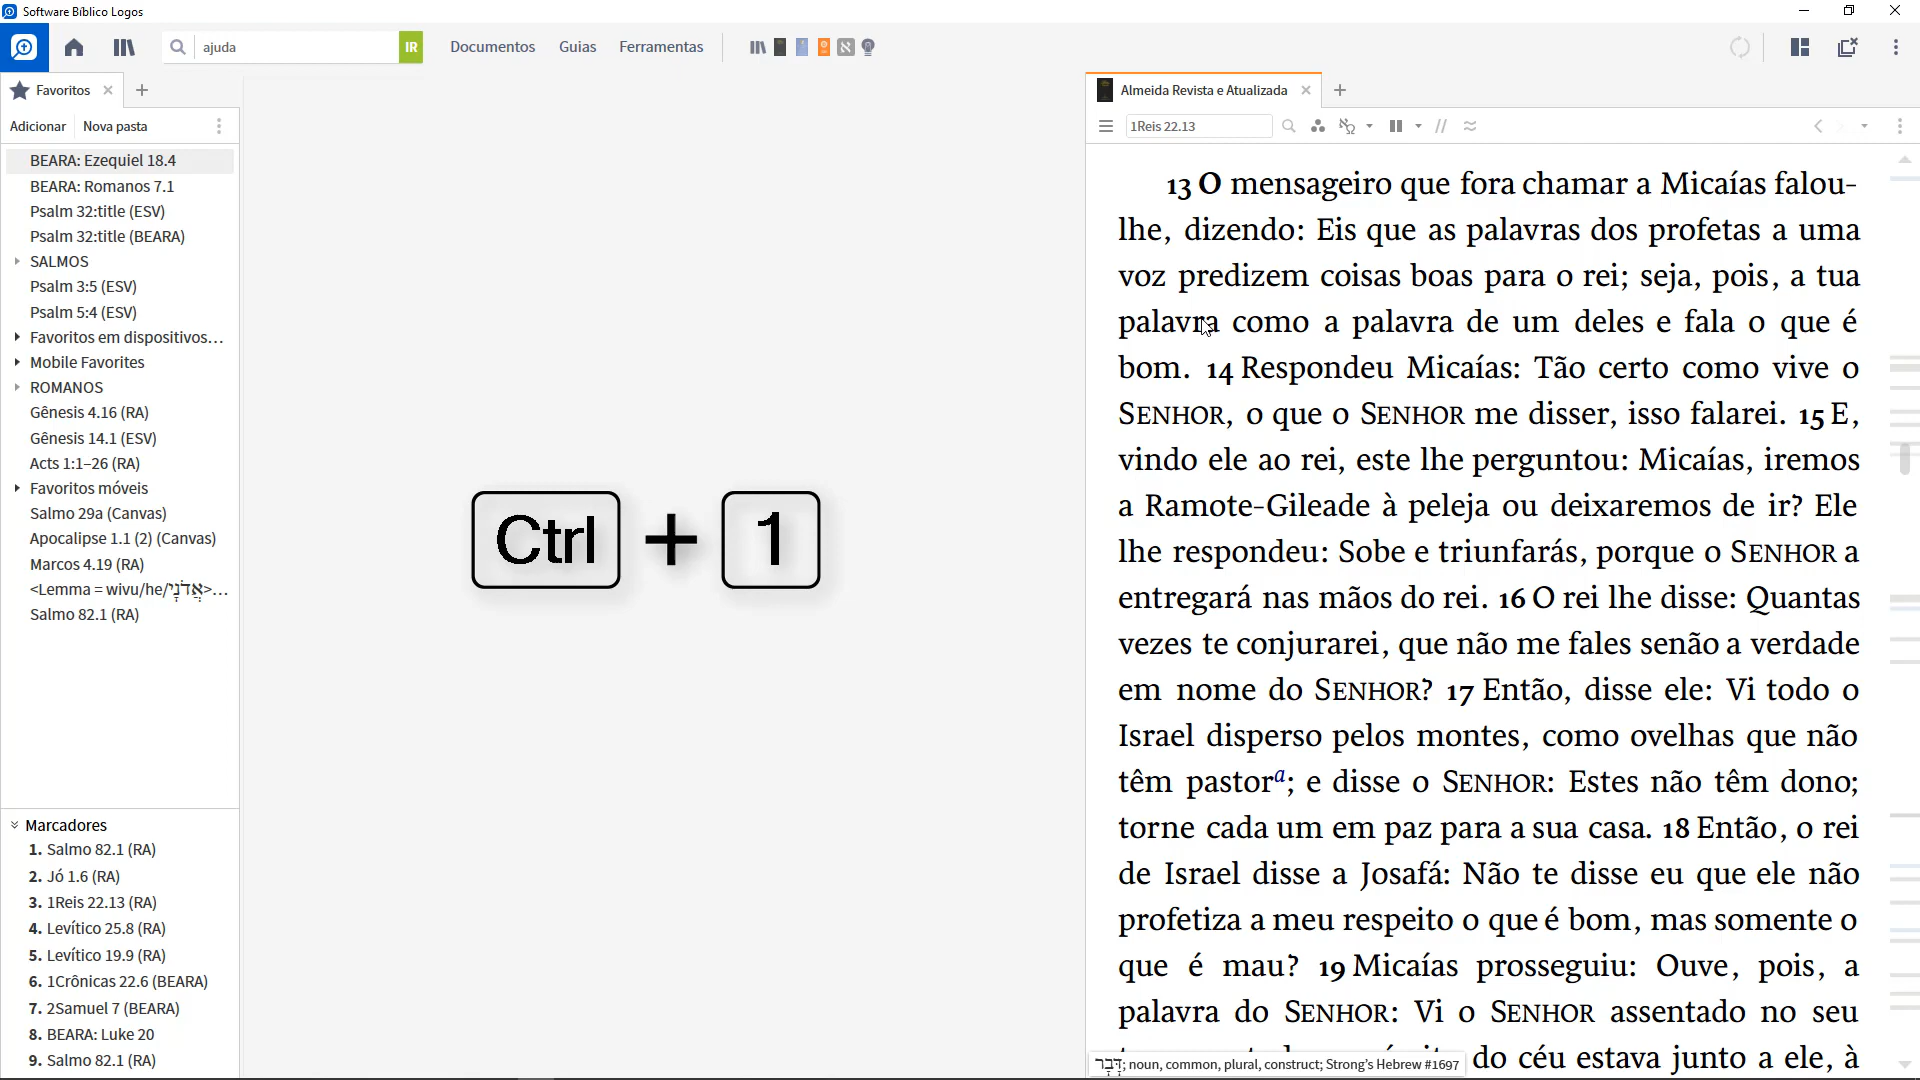 Software Bíblico Logos
ajuda
IR
Documentos
Guias
Ferramentas
Favoritos
Adicionar
Nova pasta
BEARA: Ezequiel 18.4
BEARA: Romanos 7.1
Psalm 32:title (ESV)
Psalm 32:title (BEARA)
SALMOS
Psalm 3:5 (ESV)
Psalm 5:4 (ESV)
Favoritos em dispositivos...
Mobile Favorites
ROMANOS
Gênesis 4.16 (RA)
Gênesis 14.1 (ESV)
Acts 1:1–26 (RA)
Favoritos móveis
Salmo 29a (Canvas)
Apocalipse 1.1 (2) (Canvas)
Marcos 4.19 (RA)
<Lemma = wivu/he/אֲדֹנָי>...
Salmo 82.1 (RA)
Marcadores
1. Salmo 82.1 (RA)
2. Jó 1.6 (RA)
3. 1Reis 22.13 (RA)
4. Levítico 25.8 (RA)
5. Levítico 19.9 (RA)
6. 1Crônicas 22.6 (BEARA)
7. 2Samuel 7 (BEARA)
8. BEARA: Luke 20
9. Salmo 82.1 (RA)
Ctrl + 1
Almeida Revista e Atualizada
1Reis 22.13
13 O mensageiro que fora chamar a Micaías falou-
lhe, dizendo: Eis que as palavras dos profetas a uma
voz predizem coisas boas para o rei; seja, pois, a tua
palavra como a palavra de um deles e fala o que é
bom. 14 Respondeu Micaías: Tão certo como vive o
SENHOR, o que o SENHOR me disser, isso falarei. 15 E,
vindo ele ao rei, este lhe perguntou: Micaías, iremos
a Ramote-Gileade à peleja ou deixaremos de ir? Ele
lhe respondeu: Sobe e triunfarás, porque o SENHOR a
entregará nas mãos do rei. 16 O rei lhe disse: Quantas
vezes te conjurarei, que não me fales senão a verdade
em nome do SENHOR? 17 Então, disse ele: Vi todo o
Israel disperso pelos montes, como ovelhas que não
têm pastora; e disse o SENHOR: Estes não têm dono;
torne cada um em paz para a sua casa. 18 Então, o rei
de Israel disse a Josafá: Não te disse eu que ele não
profetiza a meu respeito o que é bom, mas somente o
que é mau? 19 Micaías prosseguiu: Ouve, pois, a
palavra do SENHOR: Vi o SENHOR assentado no seu
do céu estava junto a ele, à
דָּבָר; noun, common, plural, construct; Strong's Hebrew #1697